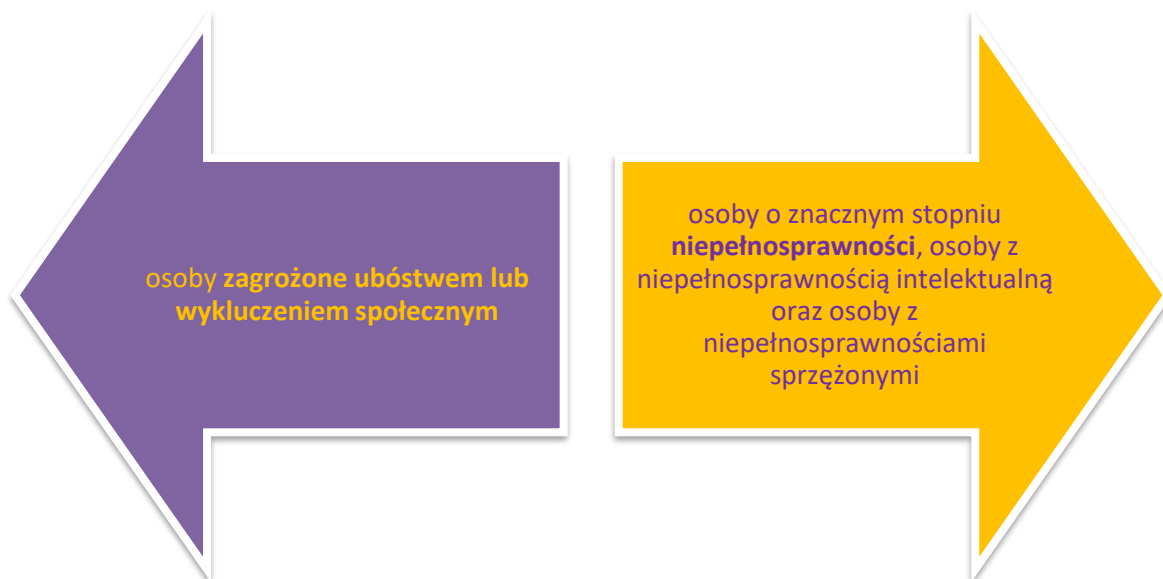 osoby zagrożone ubóstwem lub
wykluczeniem społecznym
osoby o znacznym stopniu
niepełnosprawności, osoby z
niepełnosprawnością intelektualną
oraz osoby z
niepełnosprawnościami
sprzężonymi